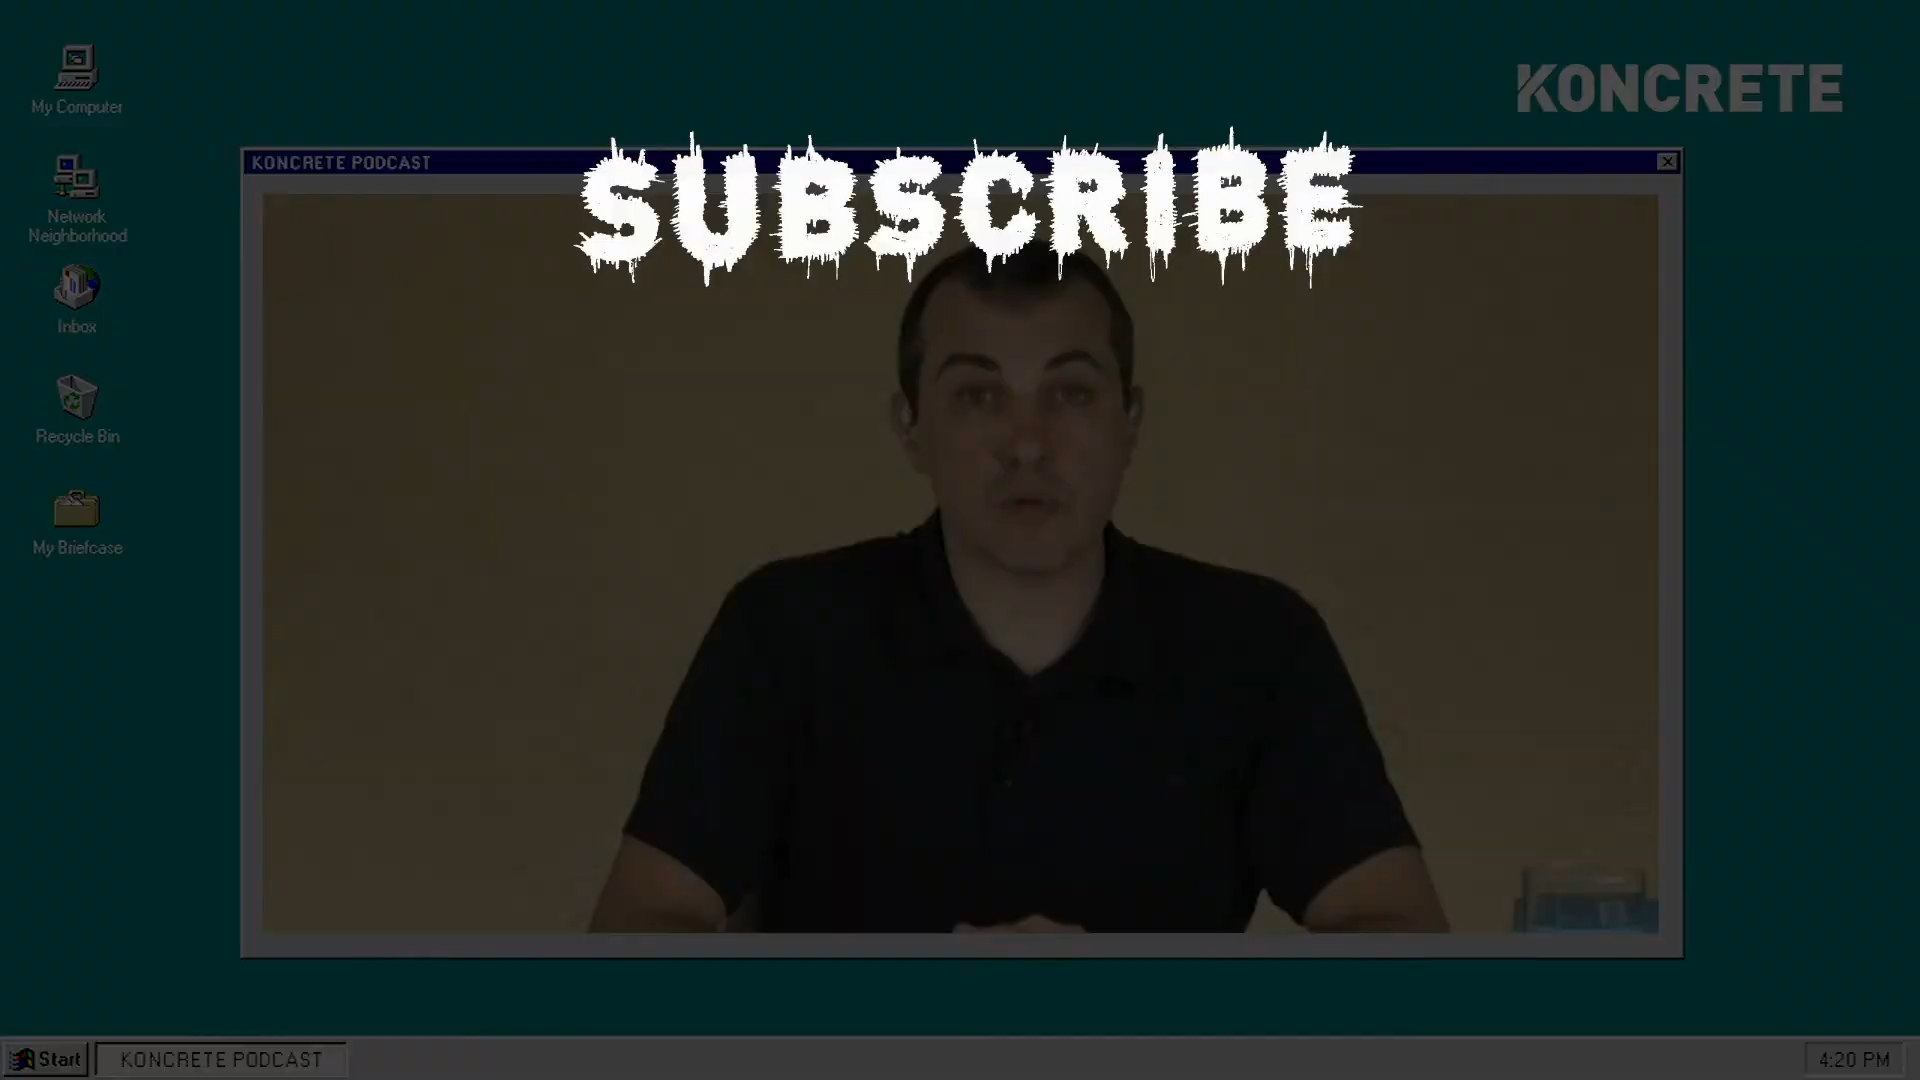 My Computer
KONCRETE
SUBSCRIBE
KONCRETE PODCAST
Network
Neighborhood
Inbox
Recycle Bin
My Briefcase
Start
KONCRETE PODCAST
4:20 PM